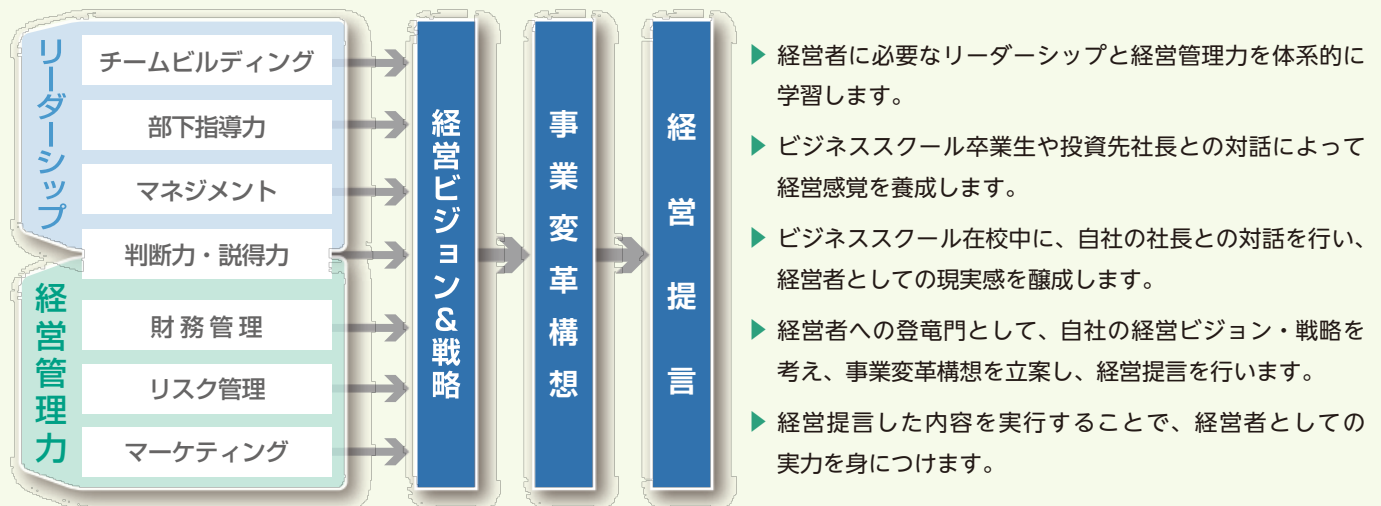 リーダーシップ
チームビルディング
部下指導力
マネジメント
判断力・説得力
経営管理力
財務管理
リスク管理
マーケティング
経営ビジョン&戦略
事業変革構想
経営提言
▶ 経営者に必要なリーダーシップと経営管理力を体系的に
学習します。
▶ ビジネススクール卒業生や投資先社長との対話によって
経営感覚を養成します。
▶ ビジネススクール在校中に、自社の社長との対話を行い、
経営者としての現実感を醸成します。
▶ 経営者への登竜門として、自社の経営ビジョン・戦略を
考え、事業変革構想を立案し、経営提言を行います。
▶ 経営提言した内容を実行することで、経営者としての
実力を身につけます。